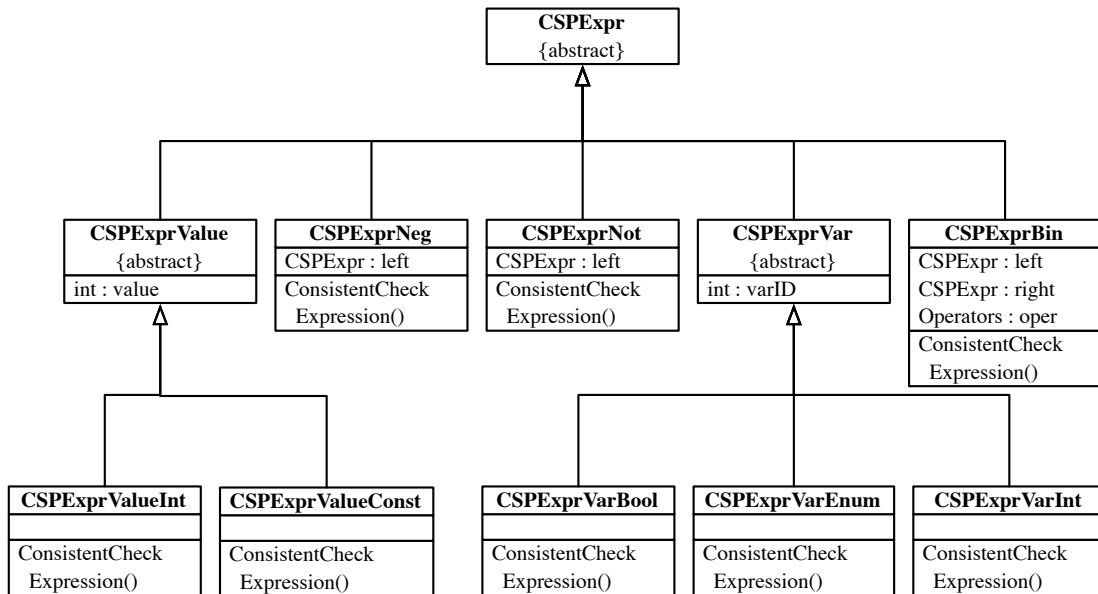 CSPExpr
{abstract}
CSPExprValue
{abstract}
int : value
CSPExprNeg
CSPExpr : left
ConsistentCheck
Expression()
CSPExprNot
CSPExpr : left
ConsistentCheck
Expression()
CSPExprVar
{abstract}
int : varID
CSPExprBin
CSPExpr : left
CSPExpr : right
Operators : oper
ConsistentCheck
Expression()
CSPExprValueInt
ConsistentCheck
Expression()
CSPExprValueConst
ConsistentCheck
Expression()
CSPExprVarBool
ConsistentCheck
Expression()
CSPExprVarEnum
ConsistentCheck
Expression()
CSPExprVarInt
ConsistentCheck
Expression()